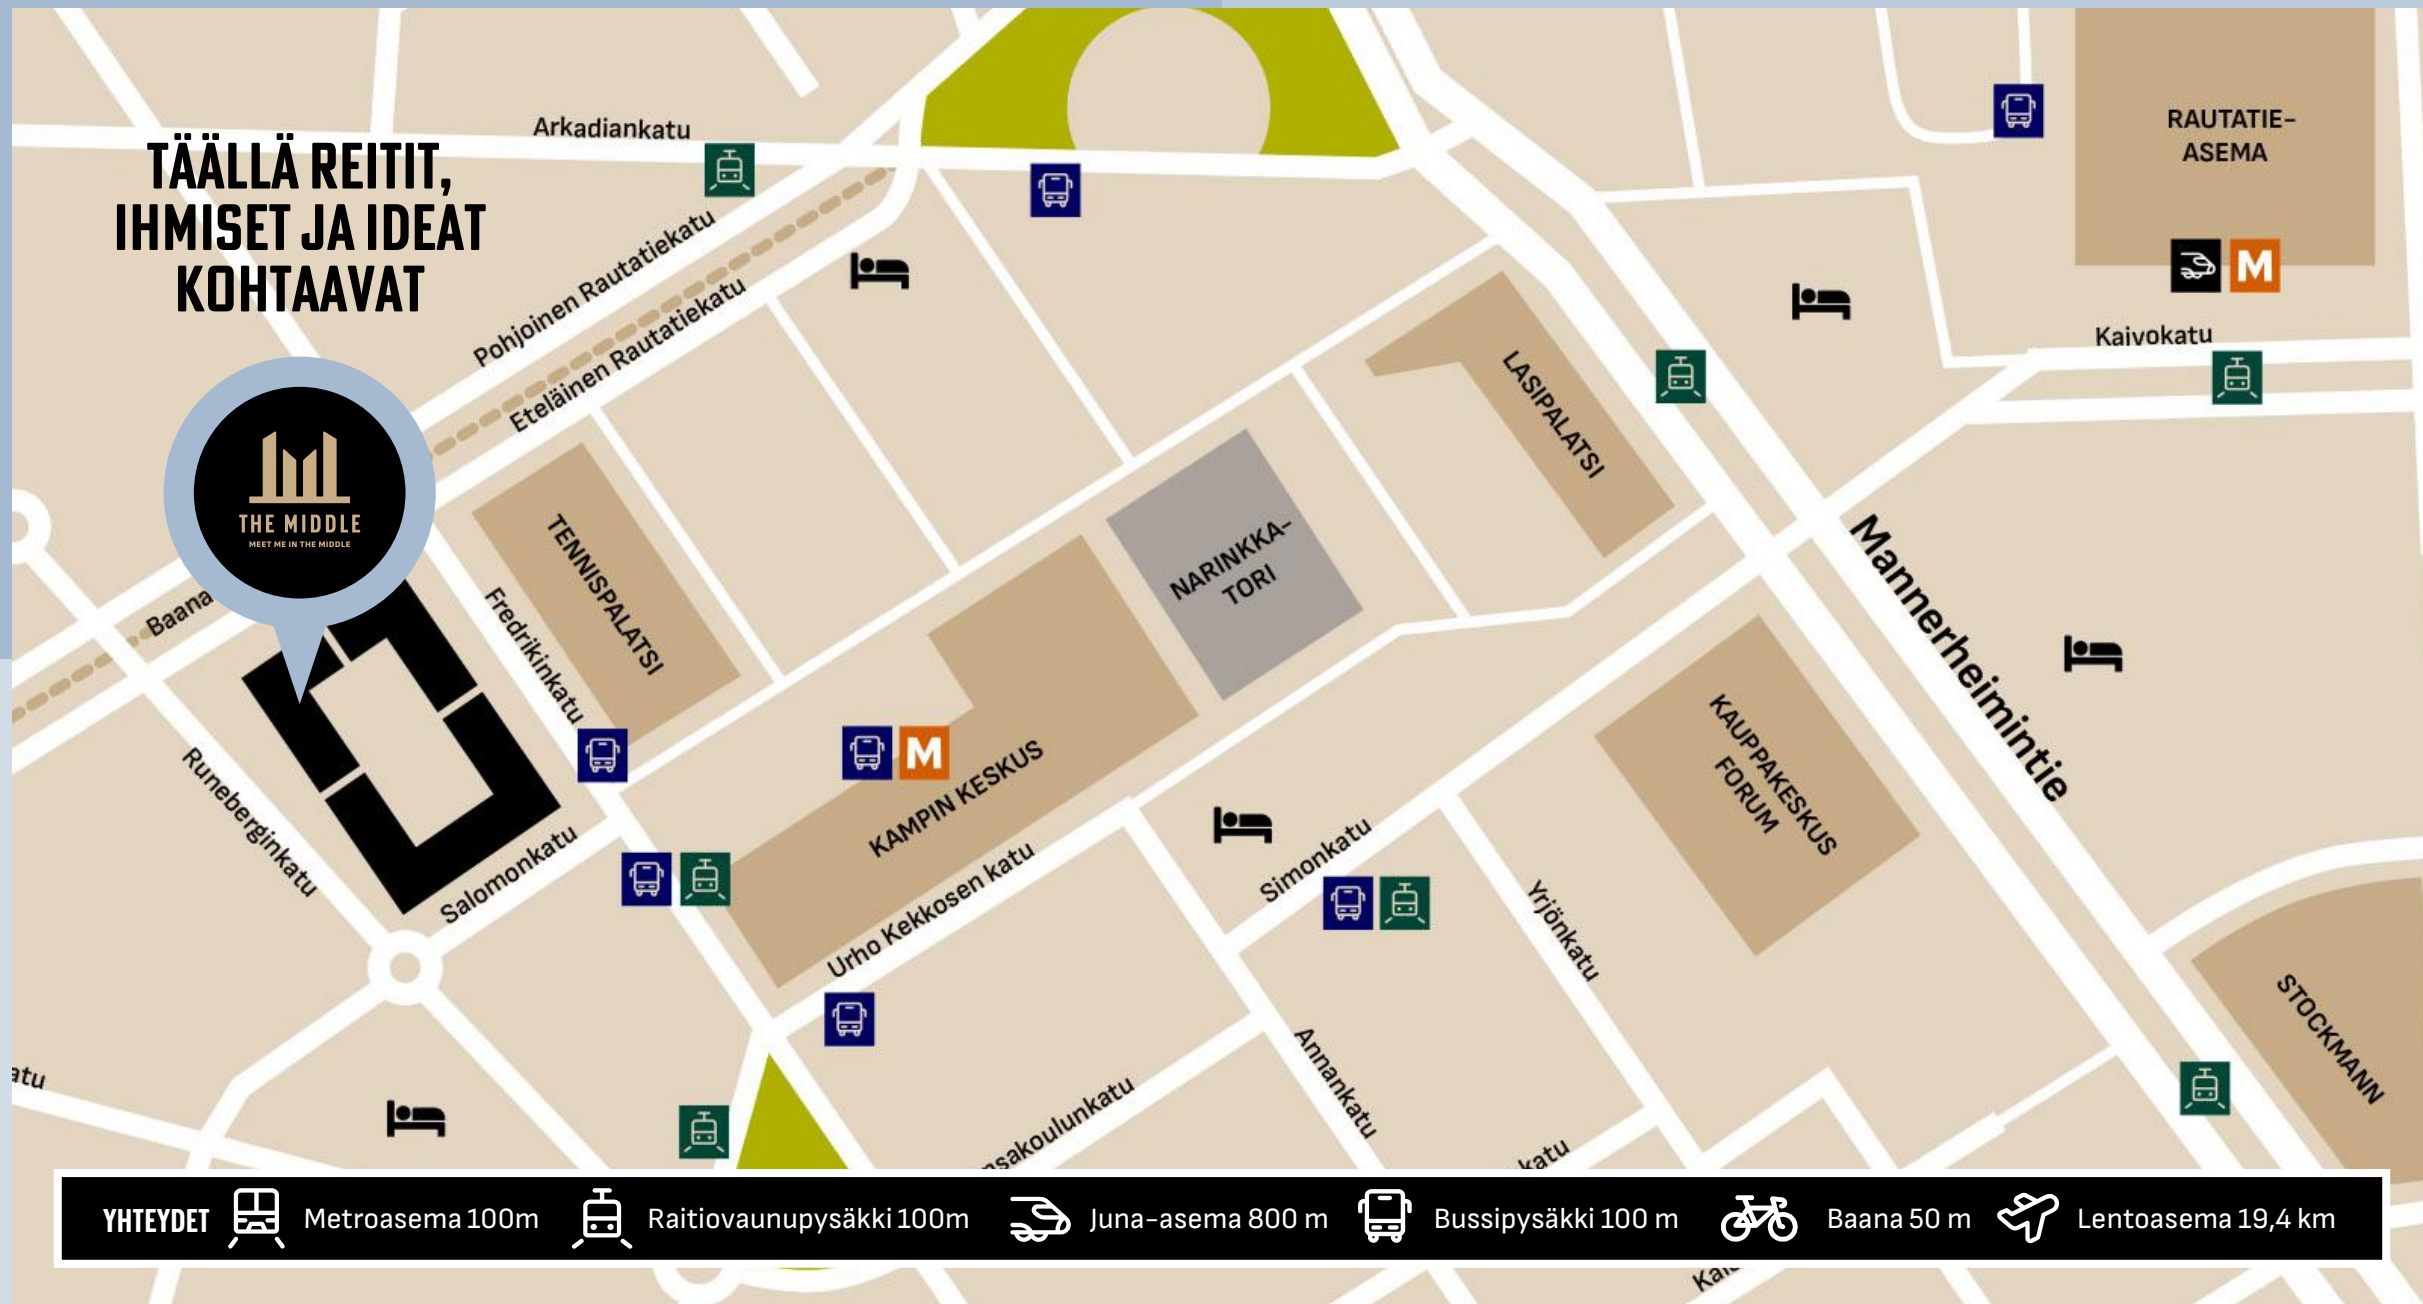 TÄÄLLÄ REITIT,
IHMISET JA IDEAT
KOHTAAVAT
THE MIDDLE
MEET ME IN THE MIDDLE
Arkadiankatu
Pohjoinen Rautatiekatu
Eteläinen Rautatiekatu
RAUTATIE-
ASEMA
M
Kaivokatu
LASIPALATSI
NARINKKA-
TORI
TENNISPALATSI
Fredrikinkatu
Baana
Runeberginkatu
Salomonkatu
M
KAMPIN KESKUS
Urho Kekkosen katu
Simonkatu
Mannerheimintie
KAUPPAKESKUS
FORUM
Yrjönkatu
Annankatu
STOCKMANN
atu
sakoulunkatu
katu
YHTEYDET
Metroasema 100m
Raitiovaunupysäkki 100m
Juna-asema 800 m
Bussipysäkki 100 m
Baana 50 m
Lentoasema 19,4 km